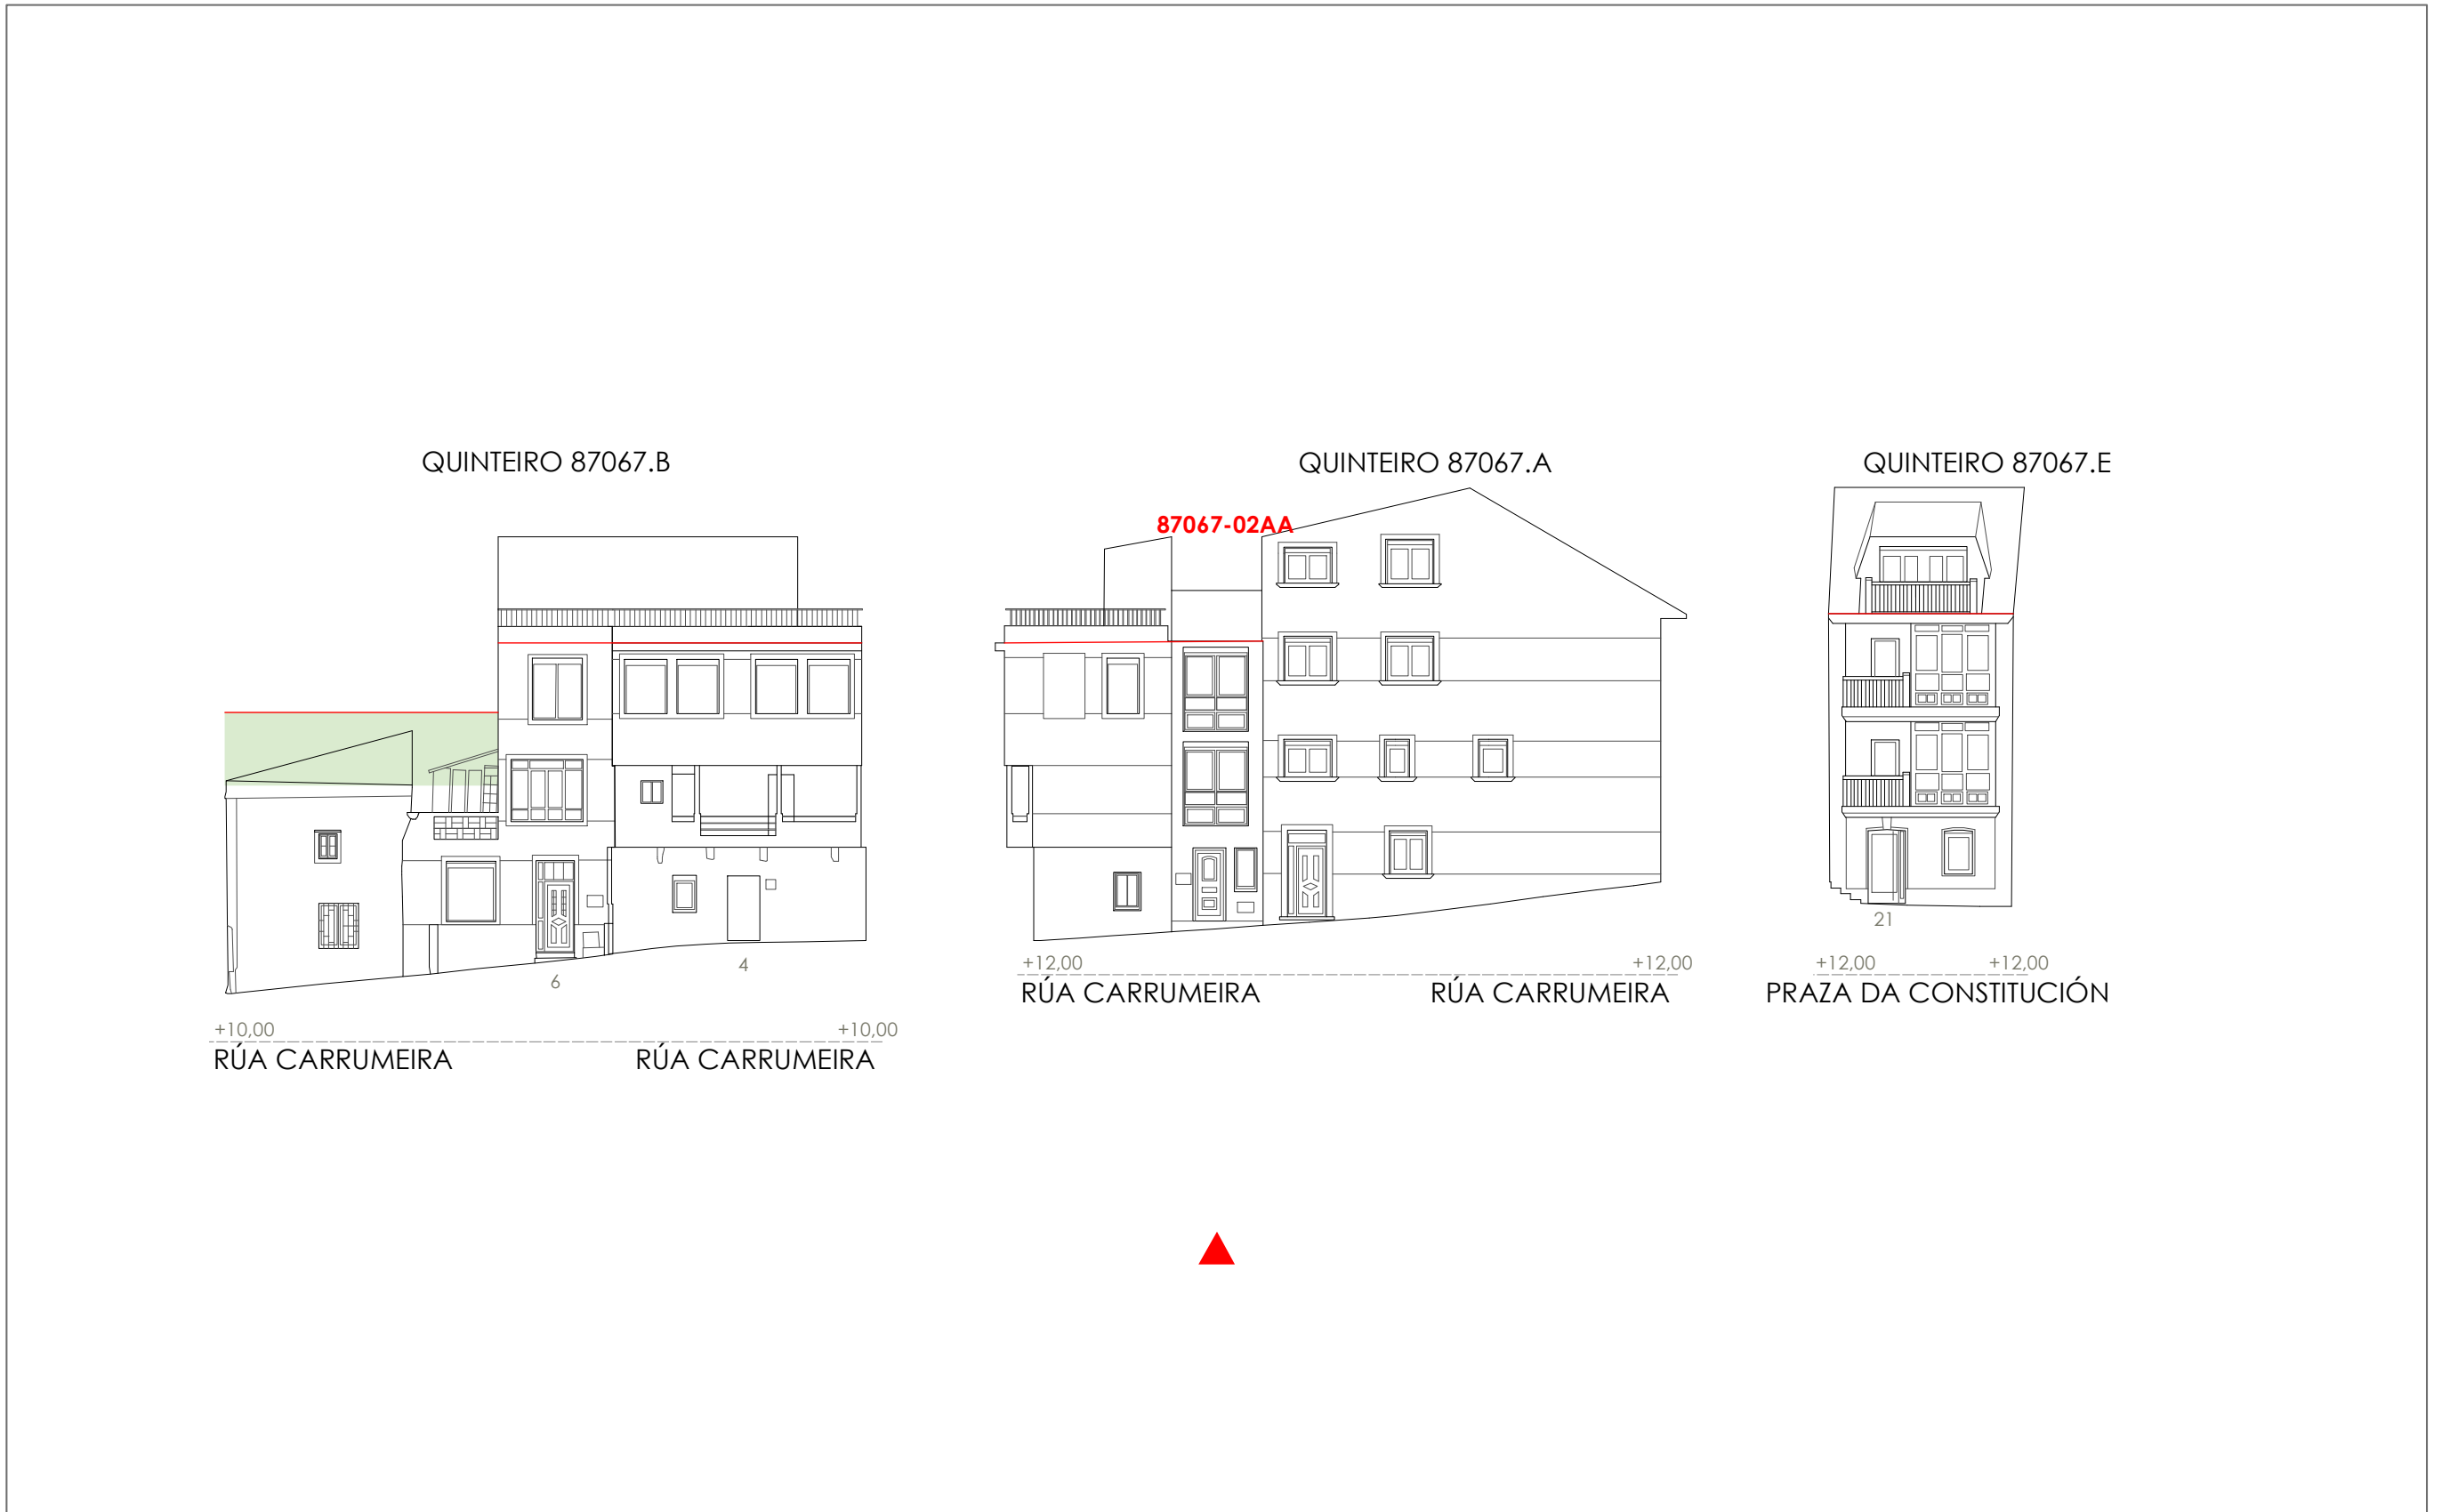 QUINTEIRO 87067.B
QUINTEIRO 87067.A
QUINTEIRO 87067.E
87067-02AA
6
4
21
+10,00
+10,00
RÚA CARRUMEIRA
RÚA CARRUMEIRA
+12,00
+12,00
RÚA CARRUMEIRA
RÚA CARRUMEIRA
+12,00
+12,00
PRAZA DA CONSTITUCIÓN